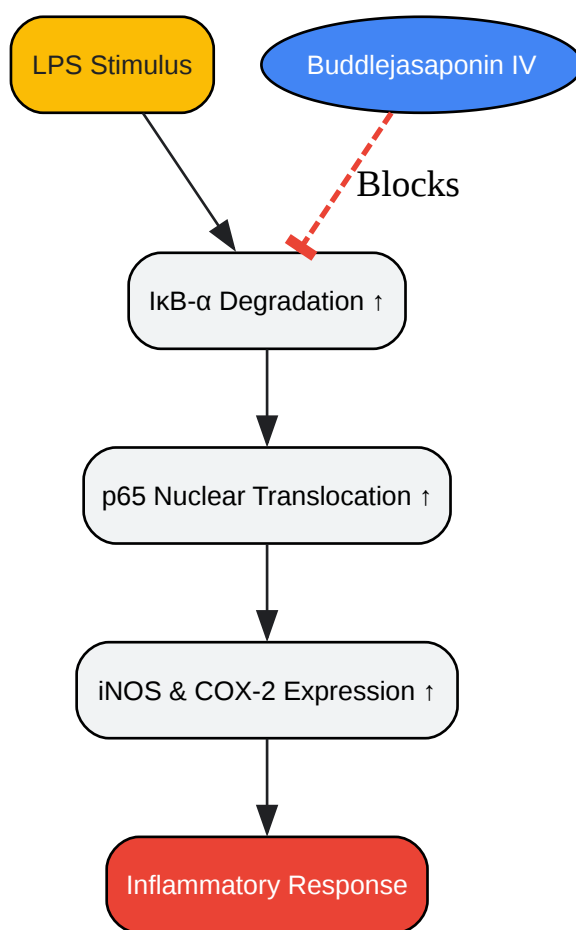 LPS Stimulus
Buddlejasaponin IV
Blocks
IκB-α Degradation ↑
p65 Nuclear Translocation ↑
iNOS & COX-2 Expression ↑
Inflammatory Response